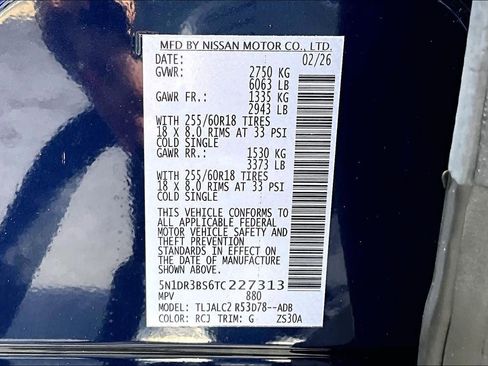 MFD BY NISSAN MOTOR CO., LTD.
DATE: 02/26
GVWR: 2750 KG
6063 LB
GAWR FR.: 1335 KG
2943 LB
WITH 255/60R18 TIRES
18 X 8.0 RIMS AT 33 PSI
COLD SINGLE
GAWR RR.: 1530 KG
3373 LB
WITH 255/60R18 TIRES
18 X 8.0 RIMS AT 33 PSI
COLD SINGLE
THIS VEHICLE CONFORMS TO
ALL APPLICABLE FEDERAL
MOTOR VEHICLE SAFETY AND
THEFT PREVENTION
STANDARDS IN EFFECT ON
THE DATE OF MANUFACTURE
SHOWN ABOVE.
5N1DR3BS6TC227313
MPV 880
MODEL: TLJALC2 R53D78--ADB
COLOR: RCJ TRIM: G ZS30A